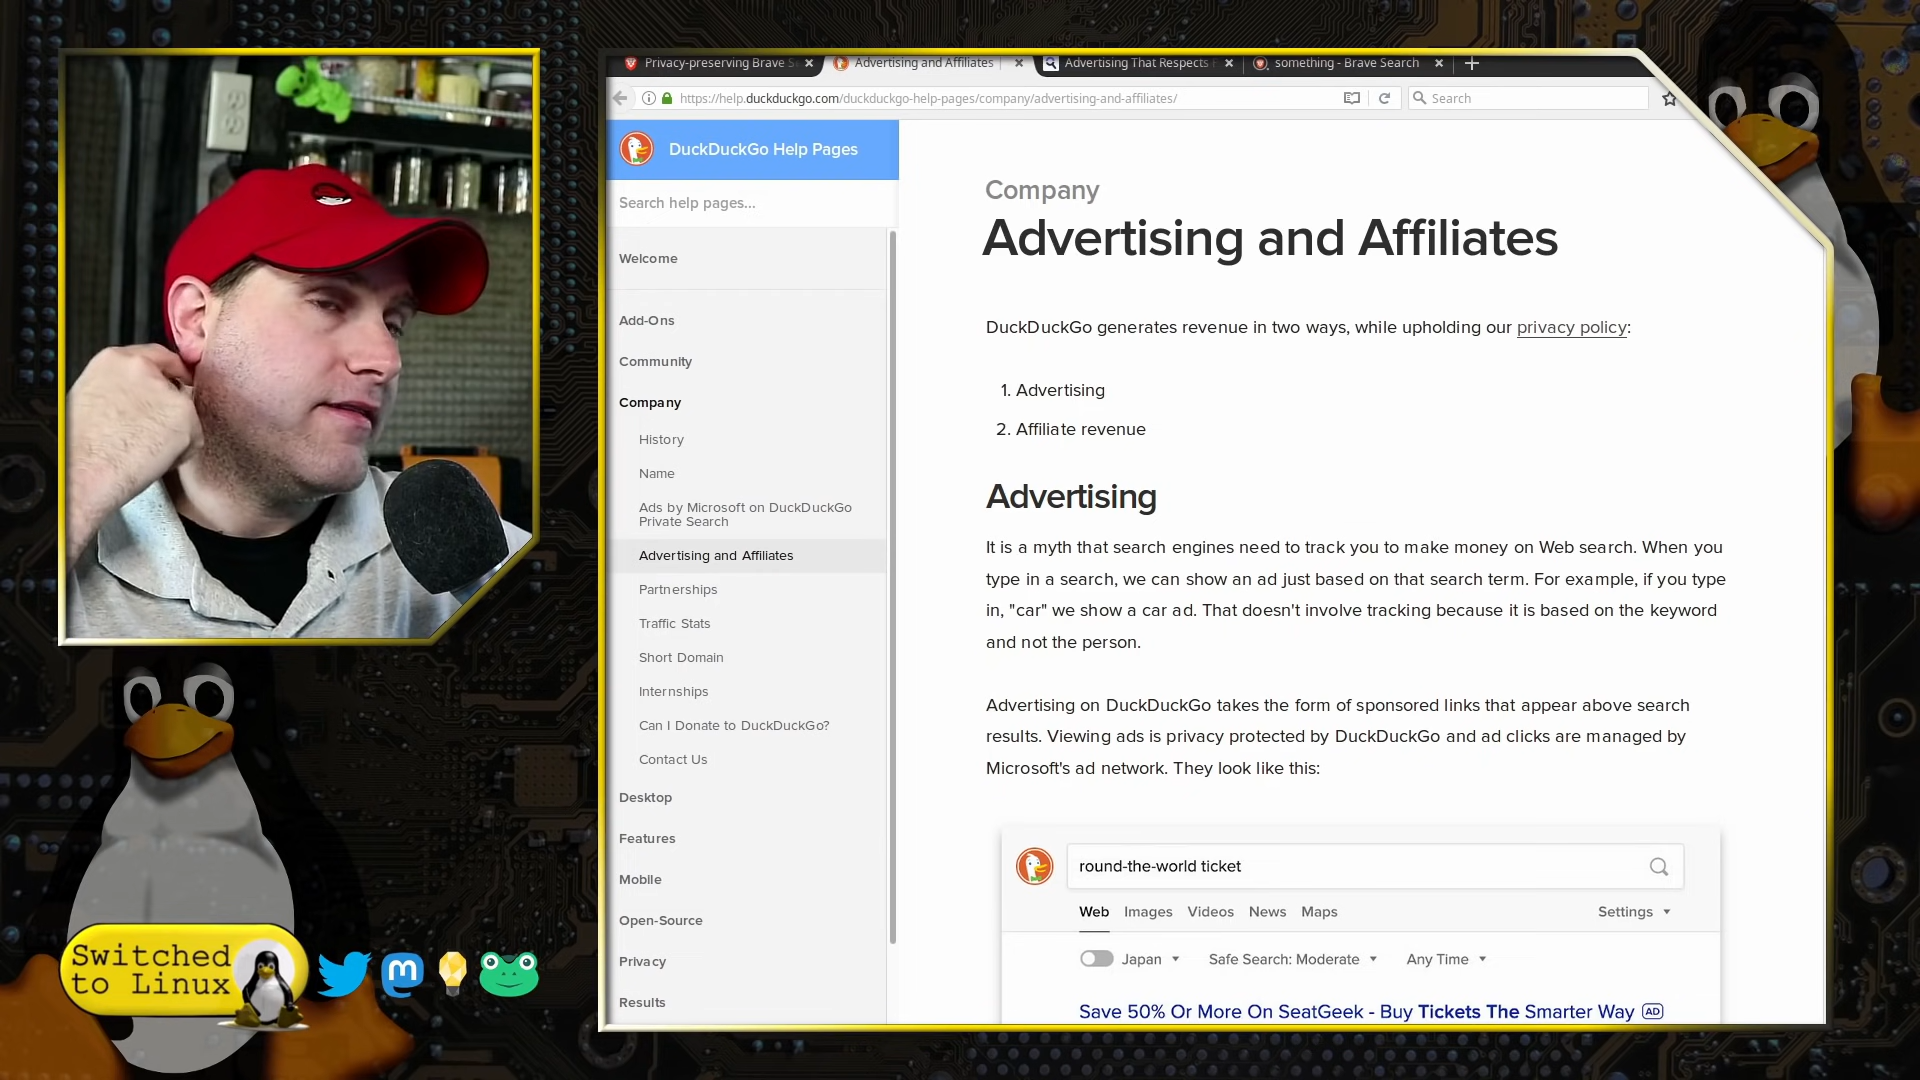 Privacy-preserving Brave S
Advertising and Affiliates
Advertising That Respects
something - Brave Search
https://help.duckduckgo.com/duckduckgo-help-pages/company/advertising-and-affiliates/
Search
DuckDuckGo Help Pages
Search help pages...
Welcome
Add-Ons
Community
Company
History
Name
Ads by Microsoft on DuckDuckGo
Private Search
Advertising and Affiliates
Partnerships
Traffic Stats
Short Domain
Internships
Can I Donate to DuckDuckGo?
Contact Us
Desktop
Features
Mobile
Open-Source
Privacy
Results
Company
Advertising and Affiliates
DuckDuckGo generates revenue in two ways, while upholding our privacy policy:
1. Advertising
2. Affiliate revenue
Advertising
It is a myth that search engines need to track you to make money on Web search. When you
type in a search, we can show an ad just based on that search term. For example, if you type
in, "car" we show a car ad. That doesn't involve tracking because it is based on the keyword
and not the person.
Advertising on DuckDuckGo takes the form of sponsored links that appear above search
results. Viewing ads is privacy protected by DuckDuckGo and ad clicks are managed by
Microsoft's ad network. They look like this:
round-the-world ticket
Web Images Videos News Maps Settings
Japan Safe Search: Moderate Any Time
Save 50% Or More On SeatGeek - Buy Tickets The Smarter Way AD
Switched
to Linux